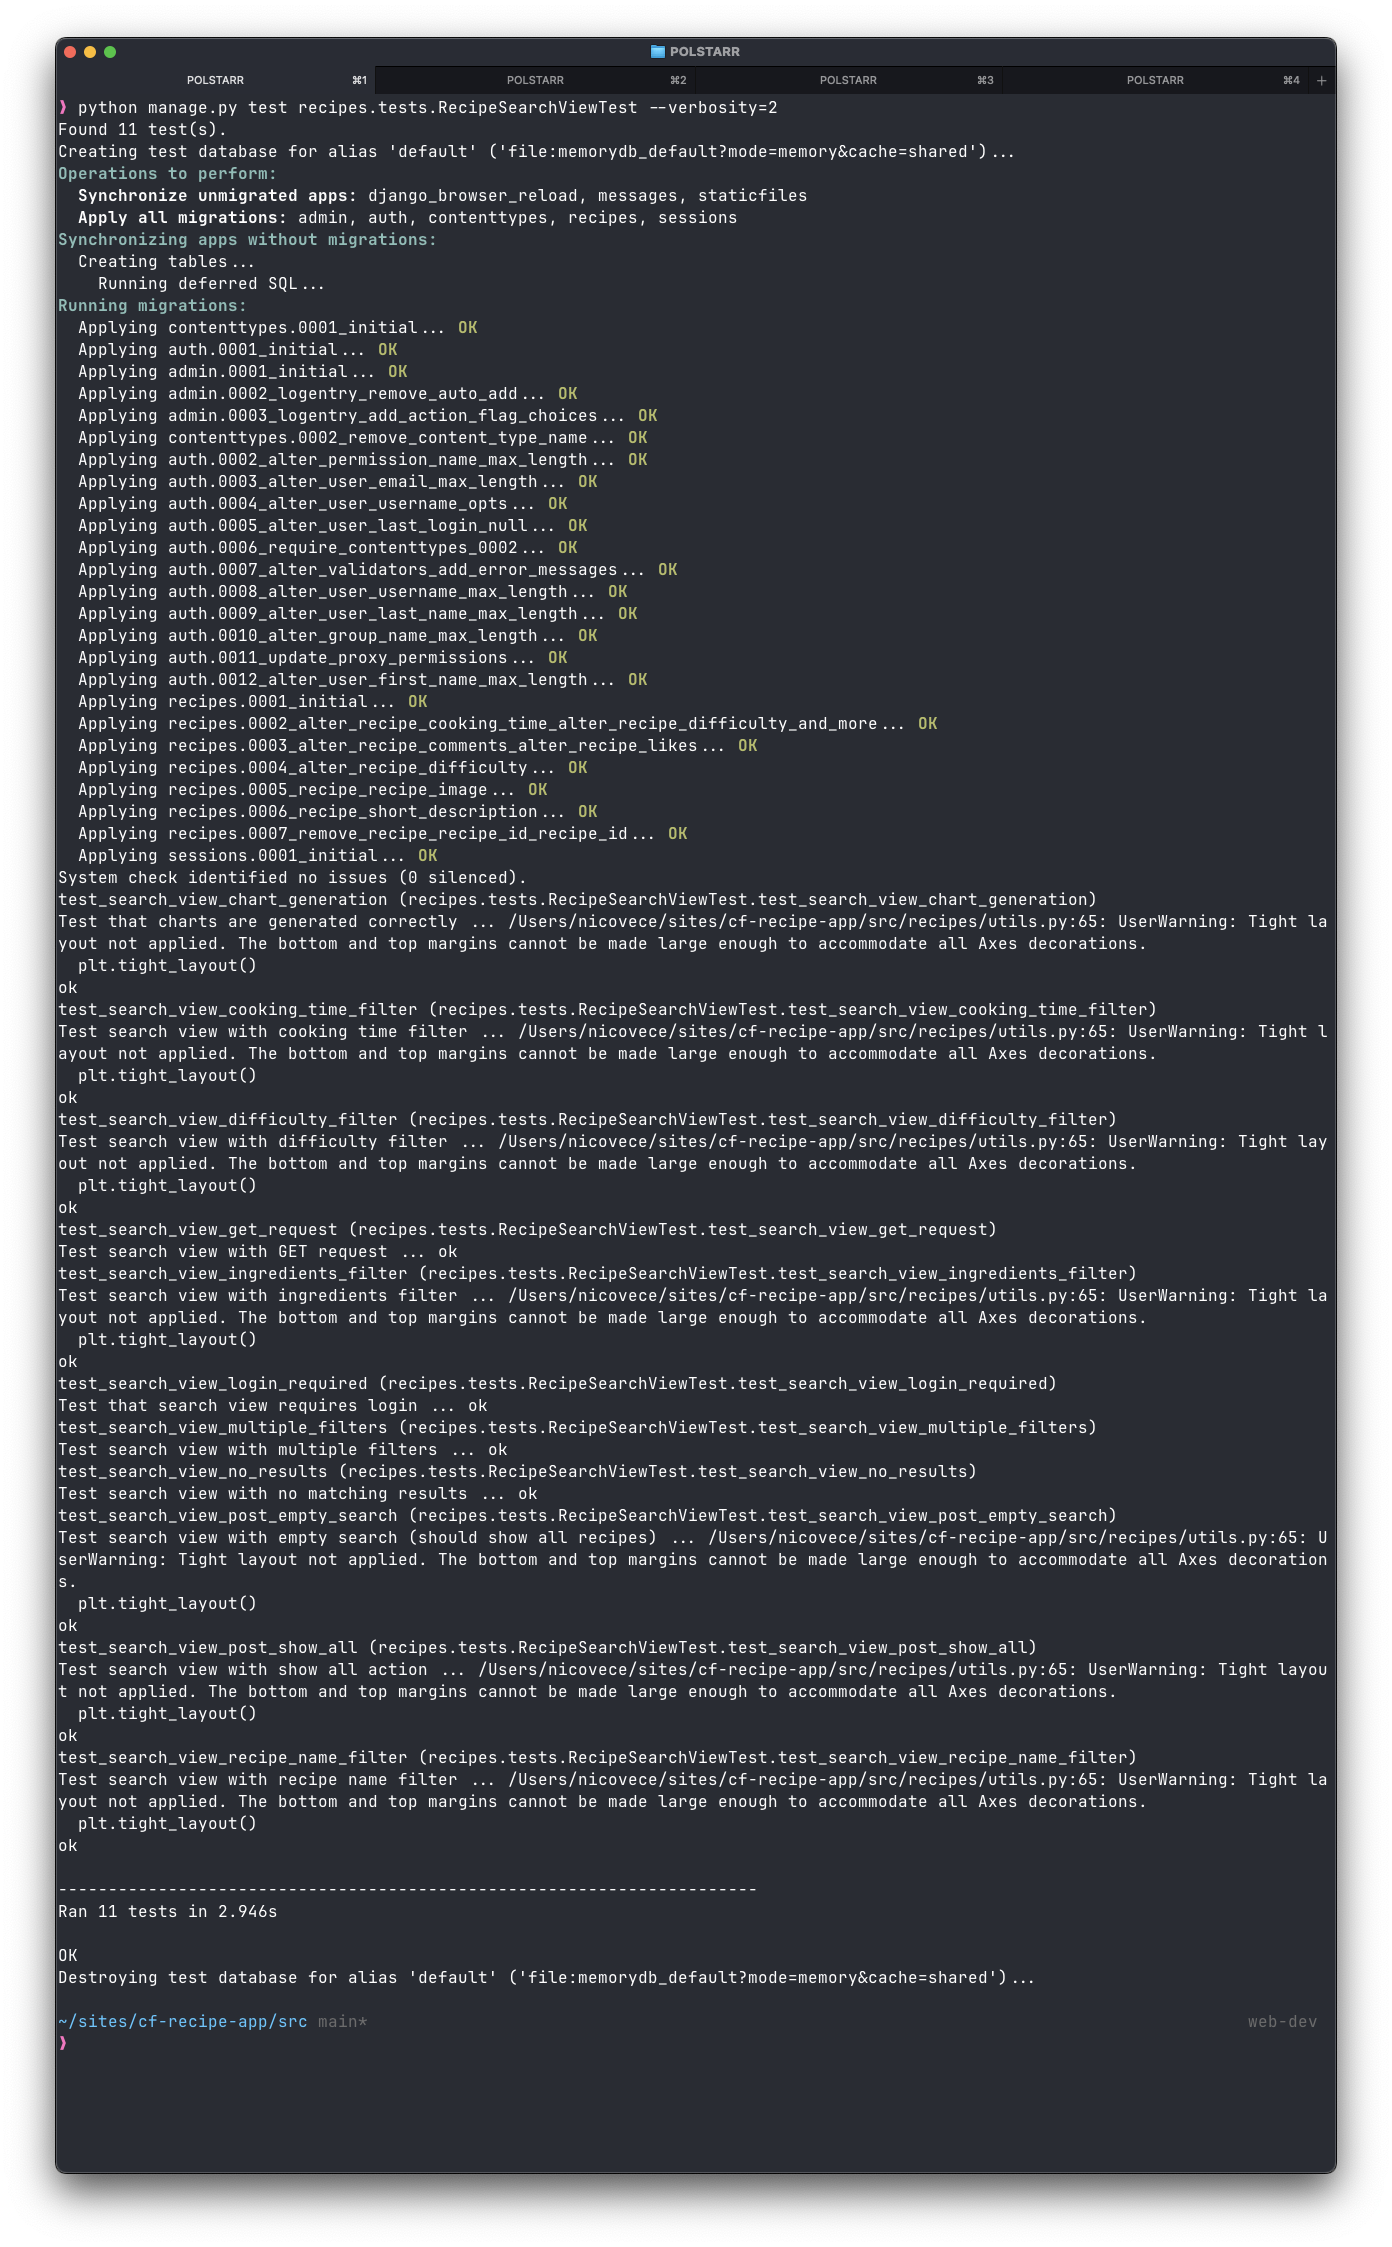 POLSTARR
POLSTARR ⌘1 POLSTARR ⌘2 POLSTARR ⌘3 POLSTARR ⌘4 +
❱ python manage.py test recipes.tests.RecipeSearchViewTest --verbosity=2
Found 11 test(s).
Creating test database for alias 'default' ('file:memorydb_default?mode=memory&cache=shared')...
Operations to perform:
  Synchronize unmigrated apps: django_browser_reload, messages, staticfiles
  Apply all migrations: admin, auth, contenttypes, recipes, sessions
Synchronizing apps without migrations:
  Creating tables...
    Running deferred SQL...
Running migrations:
  Applying contenttypes.0001_initial... OK
  Applying auth.0001_initial... OK
  Applying admin.0001_initial... OK
  Applying admin.0002_logentry_remove_auto_add... OK
  Applying admin.0003_logentry_add_action_flag_choices... OK
  Applying contenttypes.0002_remove_content_type_name... OK
  Applying auth.0002_alter_permission_name_max_length... OK
  Applying auth.0003_alter_user_email_max_length... OK
  Applying auth.0004_alter_user_username_opts... OK
  Applying auth.0005_alter_user_last_login_null... OK
  Applying auth.0006_require_contenttypes_0002... OK
  Applying auth.0007_alter_validators_add_error_messages... OK
  Applying auth.0008_alter_user_username_max_length... OK
  Applying auth.0009_alter_user_last_name_max_length... OK
  Applying auth.0010_alter_group_name_max_length... OK
  Applying auth.0011_update_proxy_permissions... OK
  Applying auth.0012_alter_user_first_name_max_length... OK
  Applying recipes.0001_initial... OK
  Applying recipes.0002_alter_recipe_cooking_time_alter_recipe_difficulty_and_more... OK
  Applying recipes.0003_alter_recipe_comments_alter_recipe_likes... OK
  Applying recipes.0004_alter_recipe_difficulty... OK
  Applying recipes.0005_recipe_recipe_image... OK
  Applying recipes.0006_recipe_short_description... OK
  Applying recipes.0007_remove_recipe_recipe_id_recipe_id... OK
  Applying sessions.0001_initial... OK
System check identified no issues (0 silenced).
test_search_view_chart_generation (recipes.tests.RecipeSearchViewTest.test_search_view_chart_generation)
Test that charts are generated correctly ... /Users/nicovece/sites/cf-recipe-app/src/recipes/utils.py:65: UserWarning: Tight la
yout not applied. The bottom and top margins cannot be made large enough to accommodate all Axes decorations.
  plt.tight_layout()
ok
test_search_view_cooking_time_filter (recipes.tests.RecipeSearchViewTest.test_search_view_cooking_time_filter)
Test search view with cooking time filter ... /Users/nicovece/sites/cf-recipe-app/src/recipes/utils.py:65: UserWarning: Tight l
ayout not applied. The bottom and top margins cannot be made large enough to accommodate all Axes decorations.
  plt.tight_layout()
ok
test_search_view_difficulty_filter (recipes.tests.RecipeSearchViewTest.test_search_view_difficulty_filter)
Test search view with difficulty filter ... /Users/nicovece/sites/cf-recipe-app/src/recipes/utils.py:65: UserWarning: Tight lay
out not applied. The bottom and top margins cannot be made large enough to accommodate all Axes decorations.
  plt.tight_layout()
ok
test_search_view_get_request (recipes.tests.RecipeSearchViewTest.test_search_view_get_request)
Test search view with GET request ... ok
test_search_view_ingredients_filter (recipes.tests.RecipeSearchViewTest.test_search_view_ingredients_filter)
Test search view with ingredients filter ... /Users/nicovece/sites/cf-recipe-app/src/recipes/utils.py:65: UserWarning: Tight la
yout not applied. The bottom and top margins cannot be made large enough to accommodate all Axes decorations.
  plt.tight_layout()
ok
test_search_view_login_required (recipes.tests.RecipeSearchViewTest.test_search_view_login_required)
Test that search view requires login ... ok
test_search_view_multiple_filters (recipes.tests.RecipeSearchViewTest.test_search_view_multiple_filters)
Test search view with multiple filters ... ok
test_search_view_no_results (recipes.tests.RecipeSearchViewTest.test_search_view_no_results)
Test search view with no matching results ... ok
test_search_view_post_empty_search (recipes.tests.RecipeSearchViewTest.test_search_view_post_empty_search)
Test search view with empty search (should show all recipes) ... /Users/nicovece/sites/cf-recipe-app/src/recipes/utils.py:65: U
serWarning: Tight layout not applied. The bottom and top margins cannot be made large enough to accommodate all Axes decoration
s.
  plt.tight_layout()
ok
test_search_view_post_show_all (recipes.tests.RecipeSearchViewTest.test_search_view_post_show_all)
Test search view with show all action ... /Users/nicovece/sites/cf-recipe-app/src/recipes/utils.py:65: UserWarning: Tight layou
t not applied. The bottom and top margins cannot be made large enough to accommodate all Axes decorations.
  plt.tight_layout()
ok
test_search_view_recipe_name_filter (recipes.tests.RecipeSearchViewTest.test_search_view_recipe_name_filter)
Test search view with recipe name filter ... /Users/nicovece/sites/cf-recipe-app/src/recipes/utils.py:65: UserWarning: Tight la
yout not applied. The bottom and top margins cannot be made large enough to accommodate all Axes decorations.
  plt.tight_layout()
ok
----------------------------------------------------------------------
Ran 11 tests in 2.946s
OK
Destroying test database for alias 'default' ('file:memorydb_default?mode=memory&cache=shared')...
~/sites/cf-recipe-app/src main* web-dev
❱